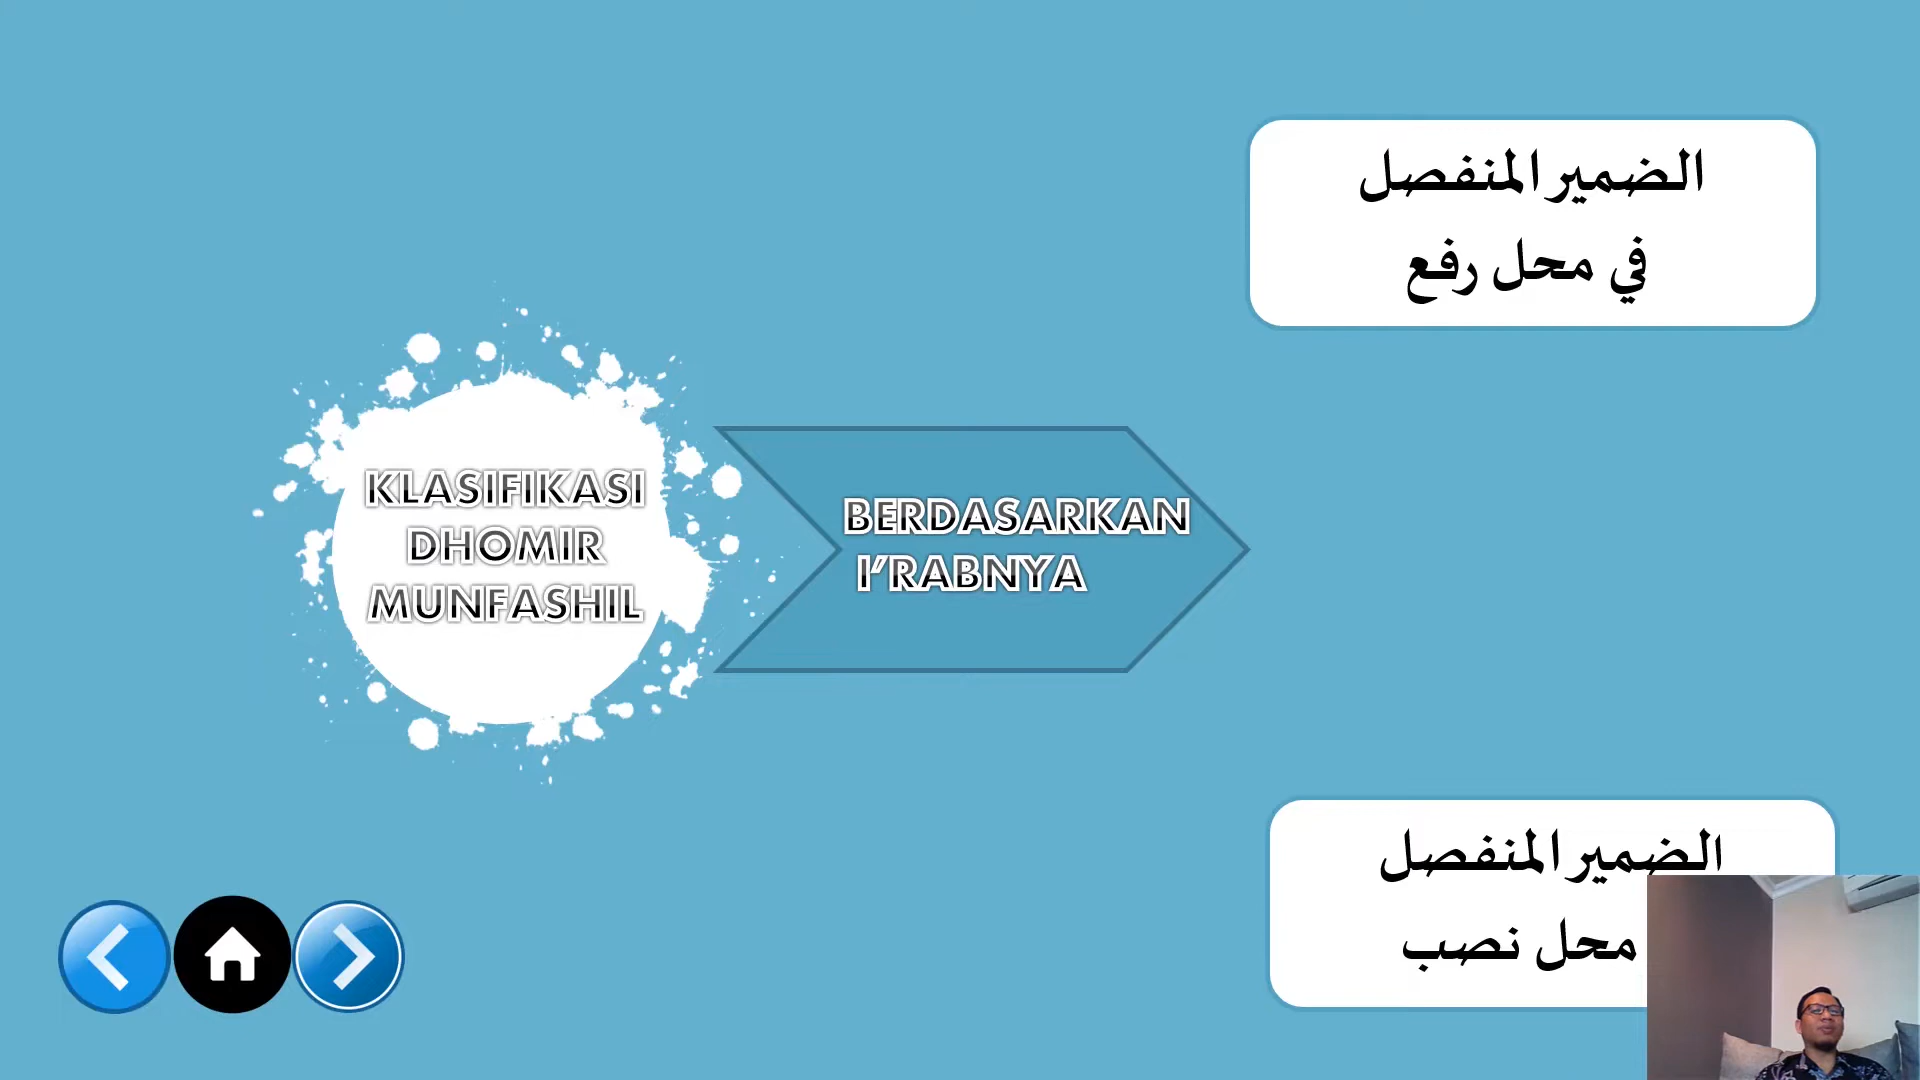 KLASIFIKASI
DHOMIR
MUNFASHIL
BERDASARKAN
I'RABNYA
الضمير المنفصل
في محل رفع
الضمير المنفصل
محل نصب